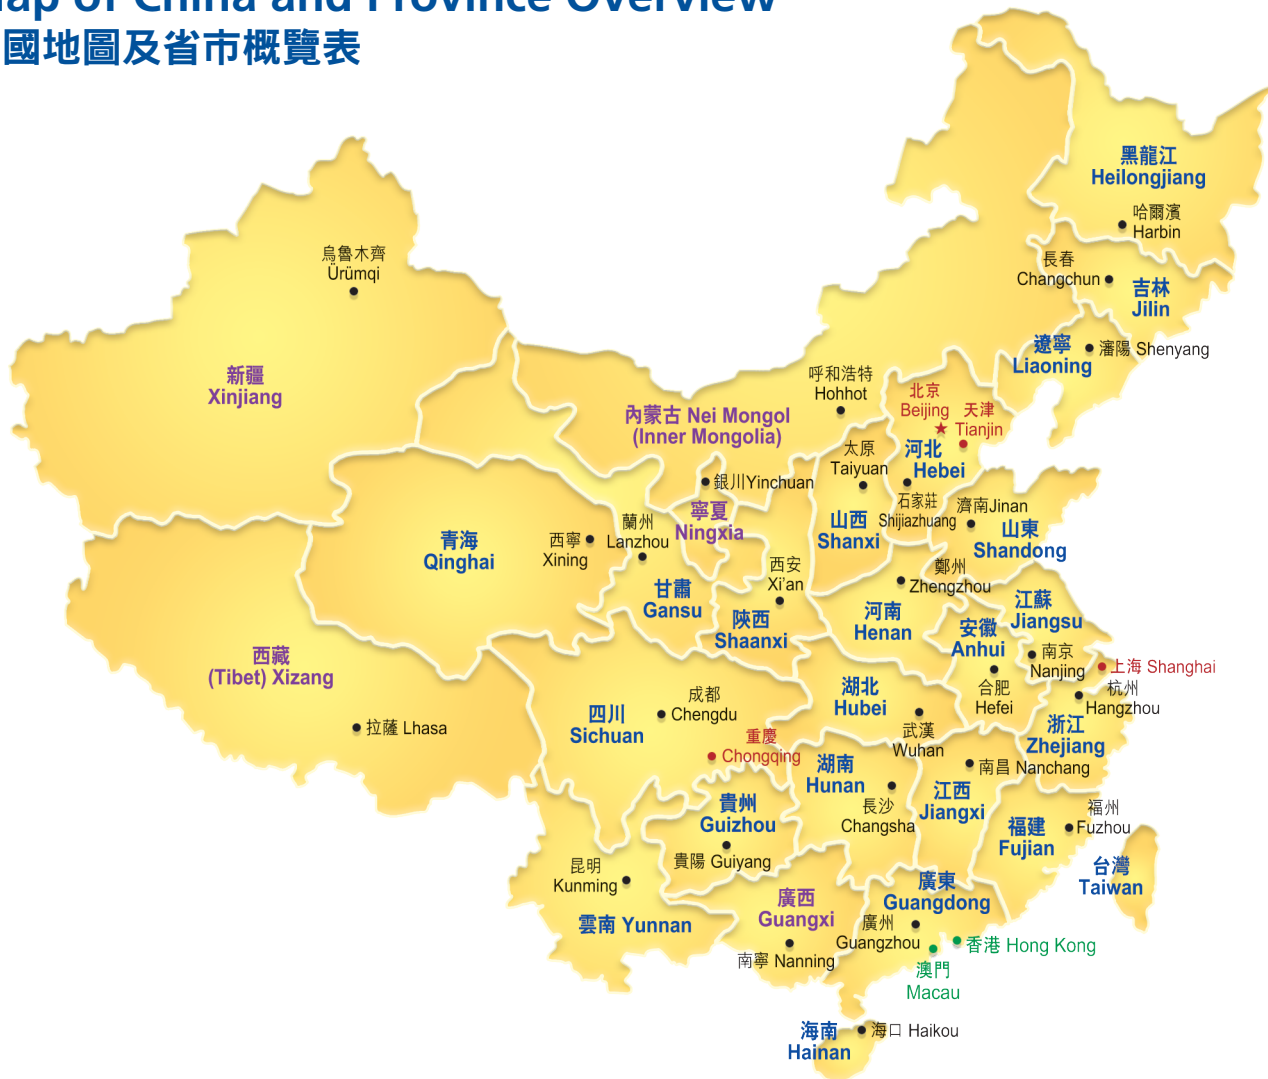 Map of China and Province Overview
國地圖及省市概覽表
黑龍江
Heilongjiang
哈爾濱
Harbin
長春
Changchun
吉林
Jilin
遼寧
Liaoning
瀋陽 Shenyang
烏魯木齊
Ürümqi
新疆
Xinjiang
呼和浩特
Hohhot
內蒙古 Nei Mongol
(Inner Mongolia)
北京
Beijing
天津
Tianjin
河北
Hebei
太原
Taiyuan
石家莊
Shijiazhuang
山西
Shanxi
銀川Yinchuan
寧夏
Ningxia
濟南Jinan
山東
Shandong
青海
Qinghai
西寧
Xining
蘭州
Lanzhou
甘肅
Gansu
西安
Xi'an
陝西
Shaanxi
鄭州
Zhengzhou
河南
Henan
江蘇
Jiangsu
安徽
Anhui
南京
Nanjing
合肥
Hefei
上海 Shanghai
杭州
Hangzhou
浙江
Zhejiang
西藏
(Tibet) Xizang
拉薩 Lhasa
四川
Sichuan
成都
Chengdu
重慶
Chongqing
湖北
Hubei
武漢
Wuhan
湖南
Hunan
長沙
Changsha
南昌 Nanchang
江西
Jiangxi
貴州
Guizhou
貴陽 Guiyang
福州
Fuzhou
福建
Fujian
台灣
Taiwan
昆明
Kunming
雲南 Yunnan
廣西
Guangxi
南寧 Nanning
廣東
Guangdong
廣州
Guangzhou
香港 Hong Kong
澳門
Macau
海南
Hainan
海口 Haikou